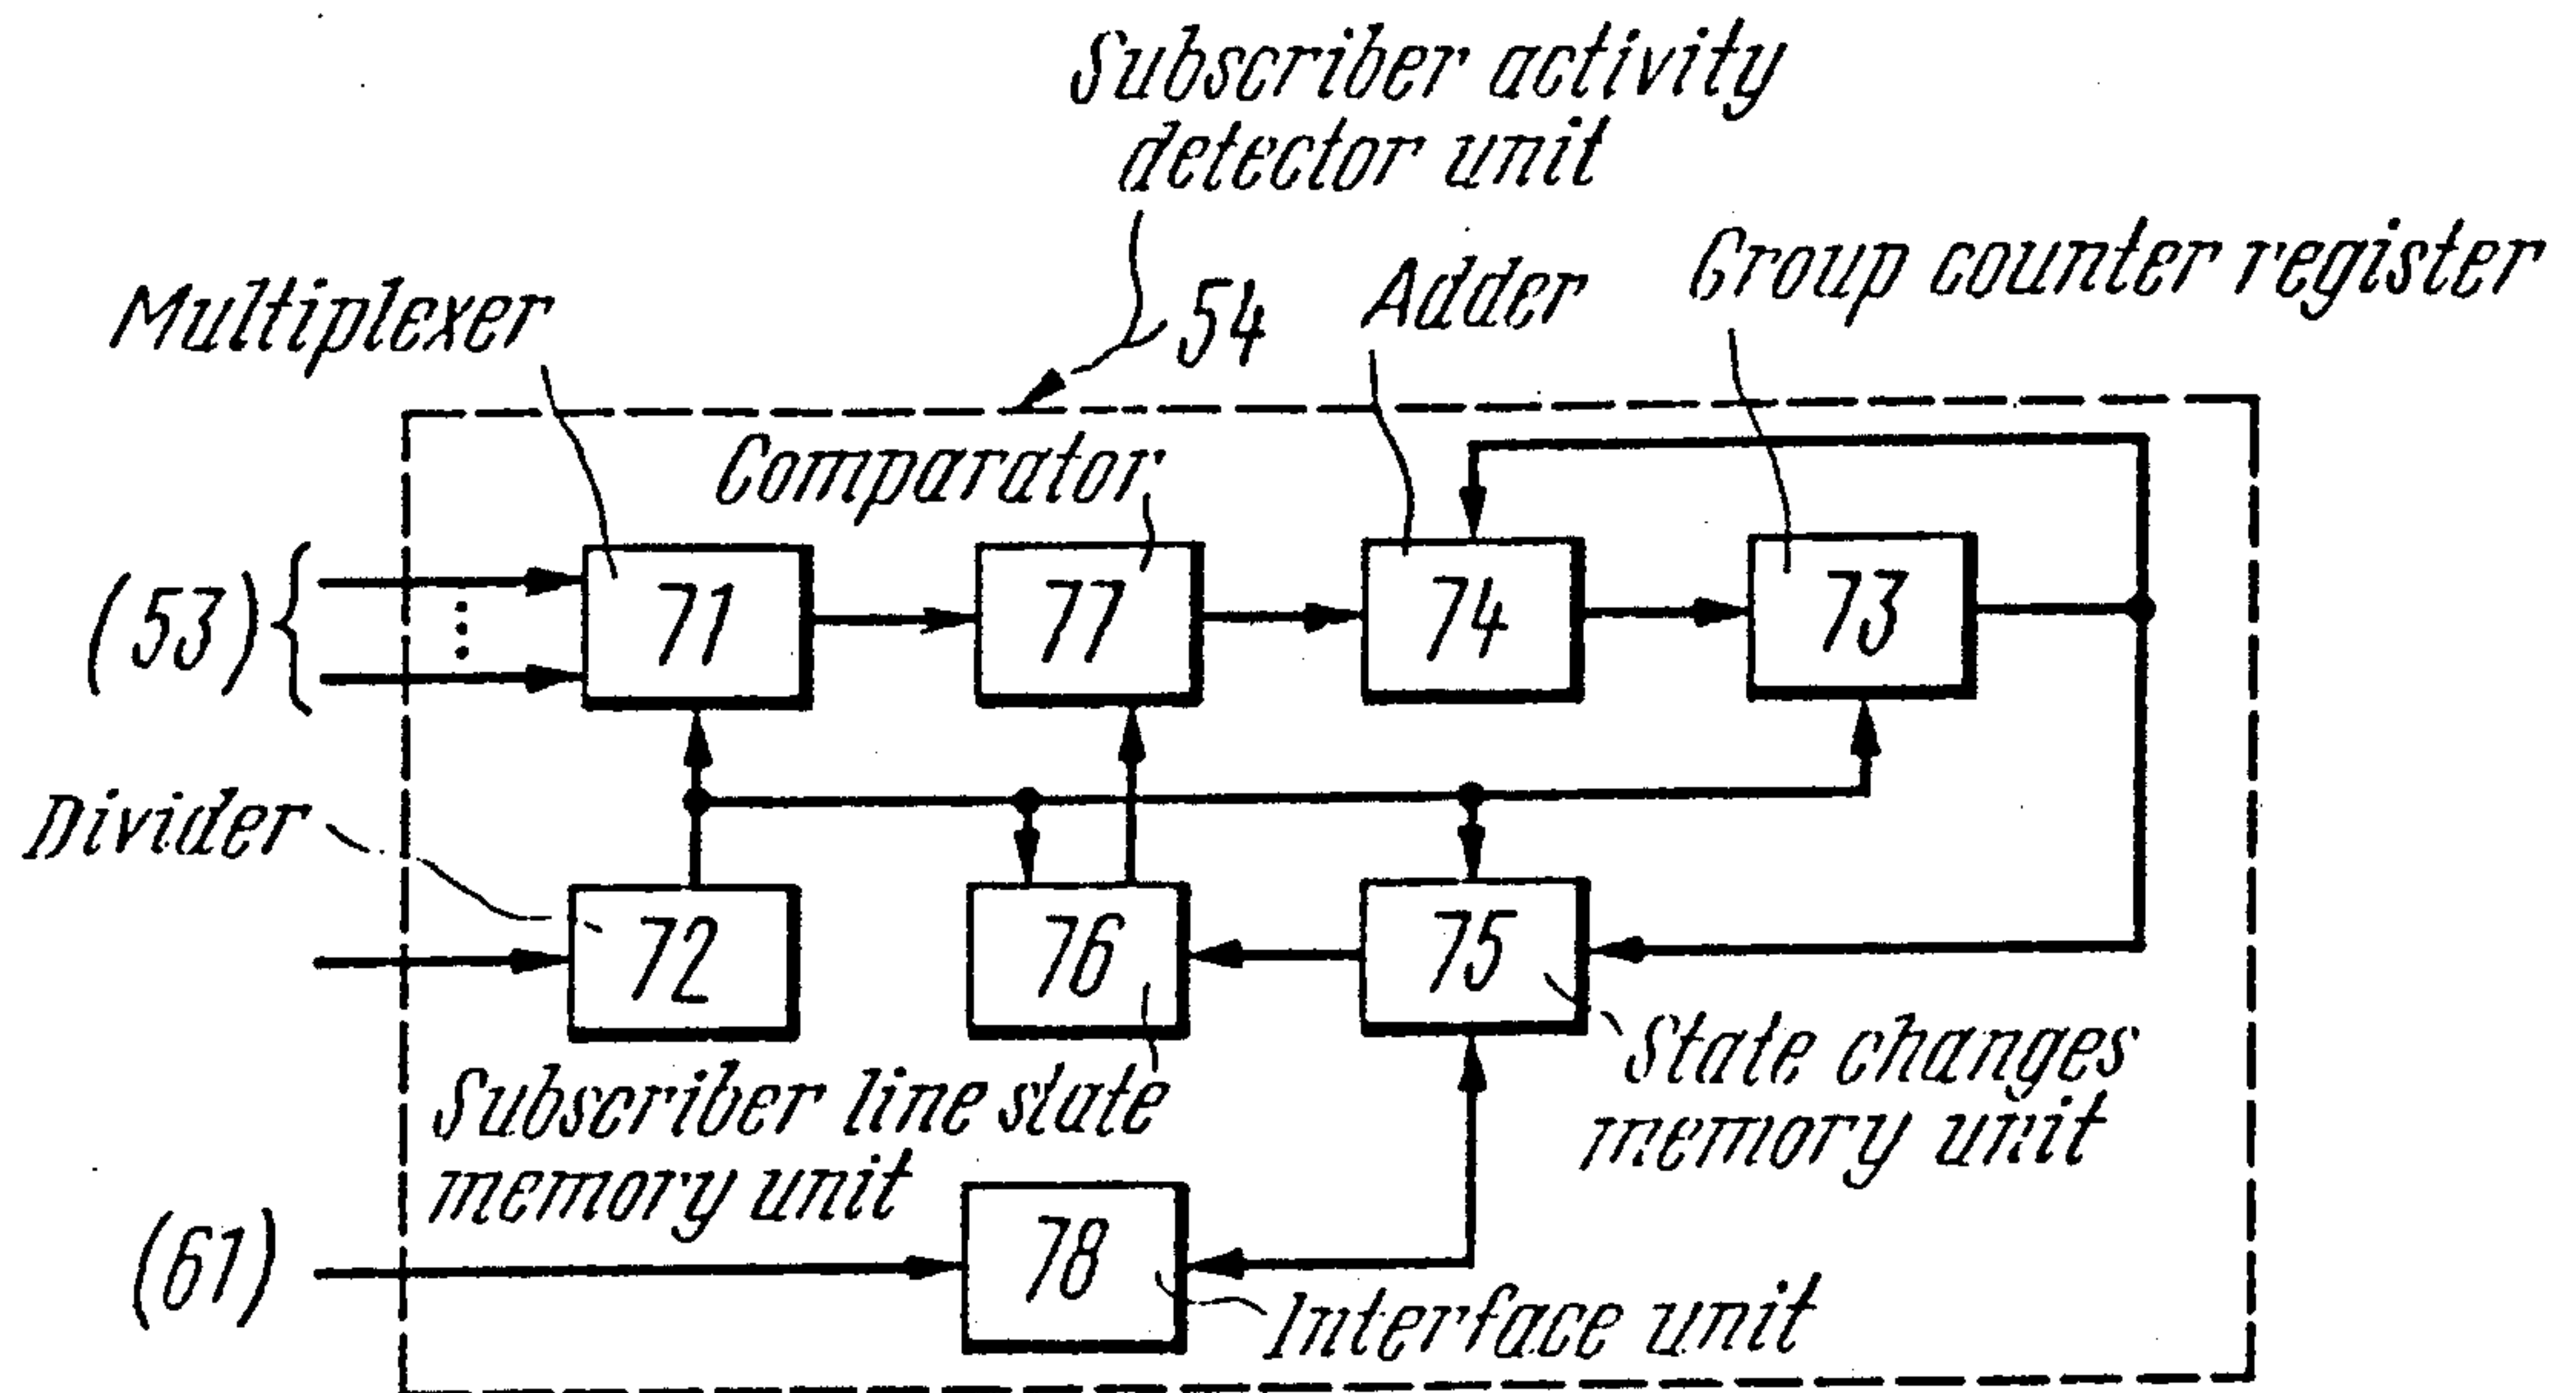 Subscriber activity
detector unit
54
Multiplexer
Adder
Group counter register
Comparator
(53)
71
77
74
73
Divider
72
76
75
Subscriber line state
memory unit
State changes
memory unit
(61)
78
Interface unit